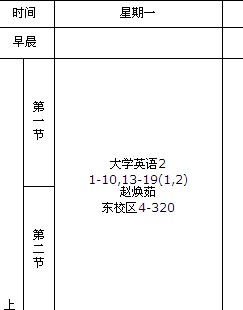 时间 星期一
早晨
第一节
大学英语2
1-10,13-19(1,2)
赵焕茹
东校区4-320
第二节
上